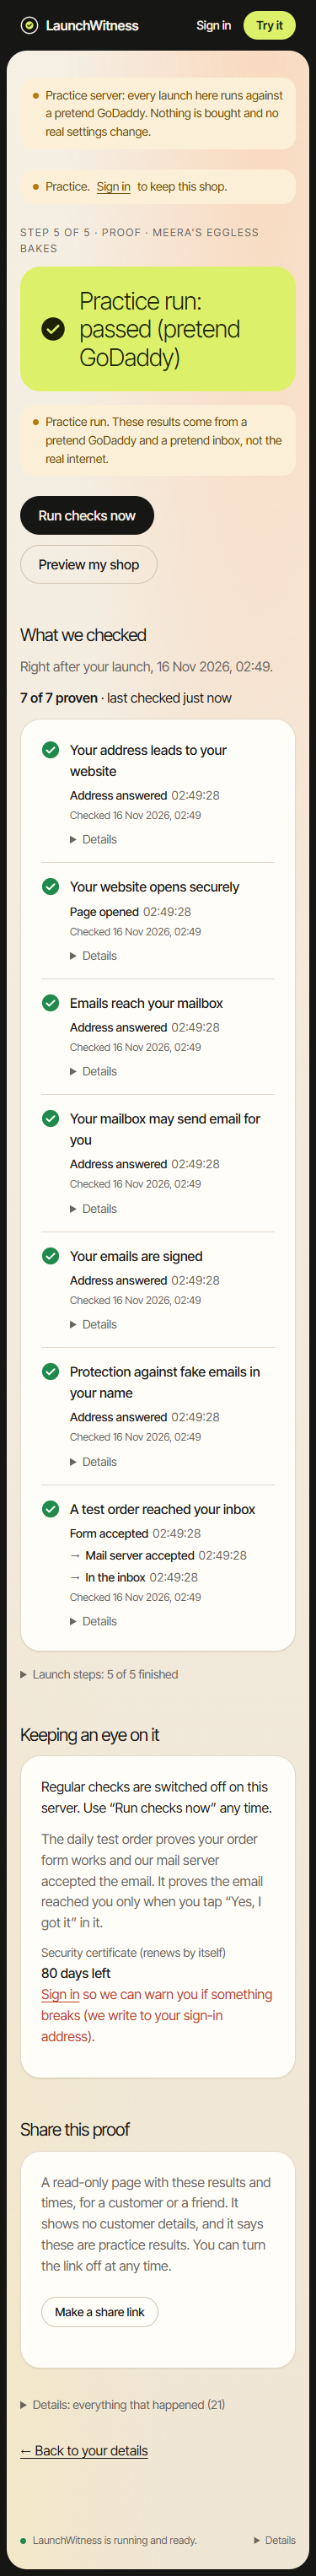 LaunchWitness
Sign in
Try it
Practice server: every launch here runs against
a pretend GoDaddy. Nothing is bought and no
real settings change.
Practice. Sign in to keep this shop.
STEP 5 OF 5 · PROOF · MEERA'S EGGLESS
BAKES
Practice run:
passed (pretend
GoDaddy)
Practice run. These results come from a
pretend GoDaddy and a pretend inbox, not the
real internet.
Run checks now
Preview my shop
What we checked
Right after your launch, 16 Nov 2026, 02:49.
7 of 7 proven · last checked just now
Your address leads to your
website
Address answered 02:49:28
Checked 16 Nov 2026, 02:49
▶ Details
Your website opens securely
Page opened 02:49:28
Checked 16 Nov 2026, 02:49
▶ Details
Emails reach your mailbox
Address answered 02:49:28
Checked 16 Nov 2026, 02:49
▶ Details
Your mailbox may send email for
you
Address answered 02:49:28
Checked 16 Nov 2026, 02:49
▶ Details
Your emails are signed
Address answered 02:49:28
Checked 16 Nov 2026, 02:49
▶ Details
Protection against fake emails in
your name
Address answered 02:49:28
Checked 16 Nov 2026, 02:49
▶ Details
A test order reached your inbox
Form accepted 02:49:28
→ Mail server accepted 02:49:28
→ In the inbox 02:49:28
Checked 16 Nov 2026, 02:49
▶ Details
▶ Launch steps: 5 of 5 finished
Keeping an eye on it
Regular checks are switched off on this
server. Use “Run checks now” any time.
The daily test order proves your order
form works and our mail server
accepted the email. It proves the email
reached you only when you tap “Yes, I
got it” in it.
Security certificate (renews by itself)
80 days left
Sign in so we can warn you if something
breaks (we write to your sign-in
address).
Share this proof
A read-only page with these results and
times, for a customer or a friend. It
shows no customer details, and it says
these are practice results. You can turn
the link off at any time.
Make a share link
▶ Details: everything that happened (21)
← Back to your details
LaunchWitness is running and ready.
▶ Details